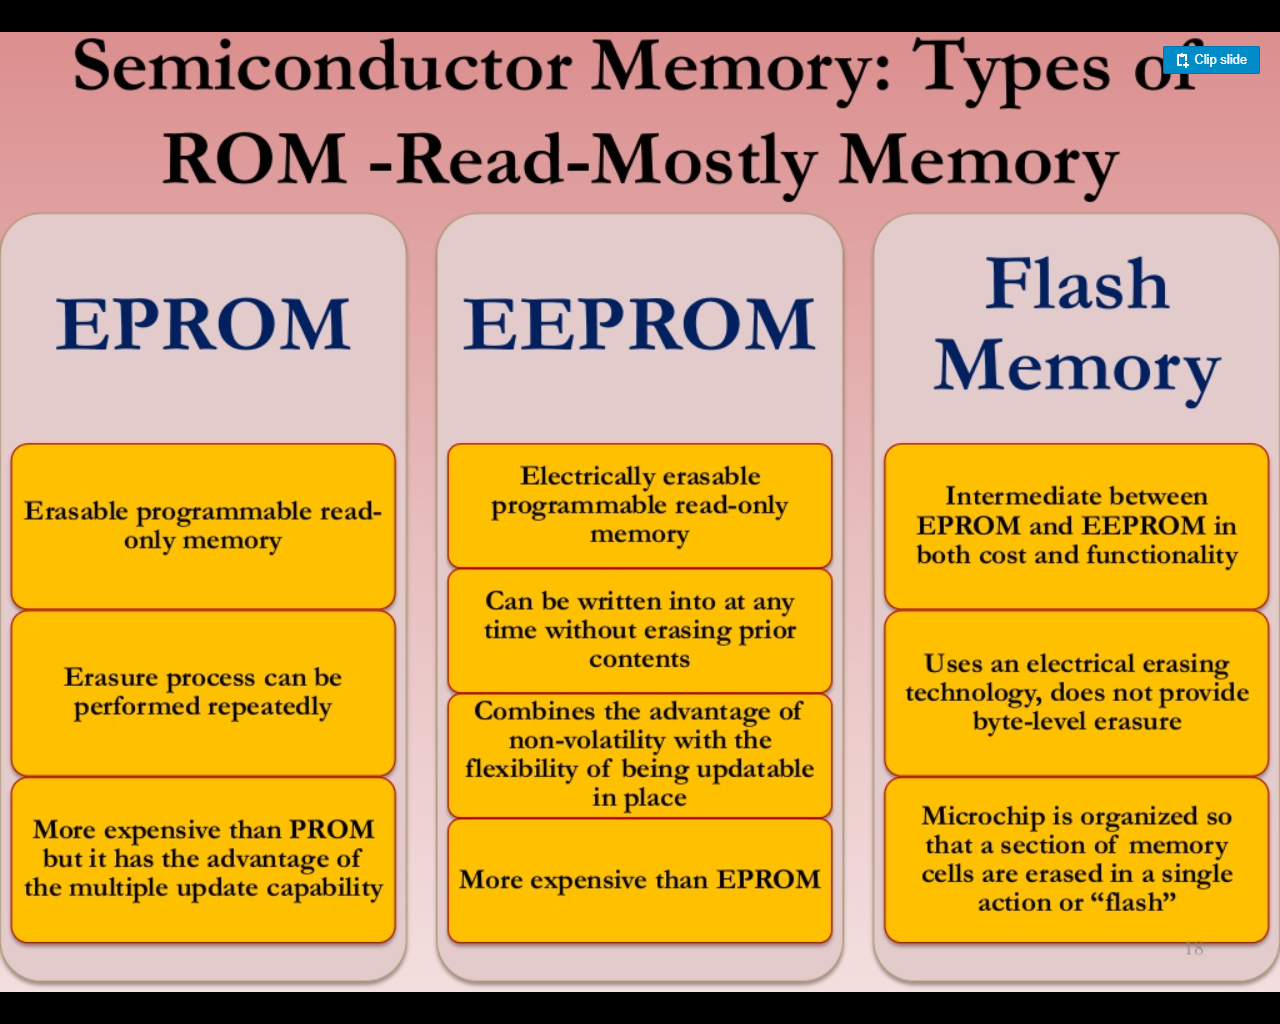 Semiconductor Memory: Types of
Clip slide
ROM -Read-Mostly Memory
EPROM
Erasable programmable read-
only memory
Erasure process can be
performed repeatedly
More expensive than PROM
but it has the advantage of
the multiple update capability
EEPROM
Electrically erasable
programmable read-only
memory
Can be written into at any
time without erasing prior
contents
Combines the advantage of
non-volatility with the
flexibility of being updatable
in place
More expensive than EPROM
Flash
Memory
Intermediate between
EPROM and EEPROM in
both cost and functionality
Uses an electrical erasing
technology, does not provide
byte-level erasure
Microchip is organized so
that a section of memory
cells are erased in a single
action or “flash”
18